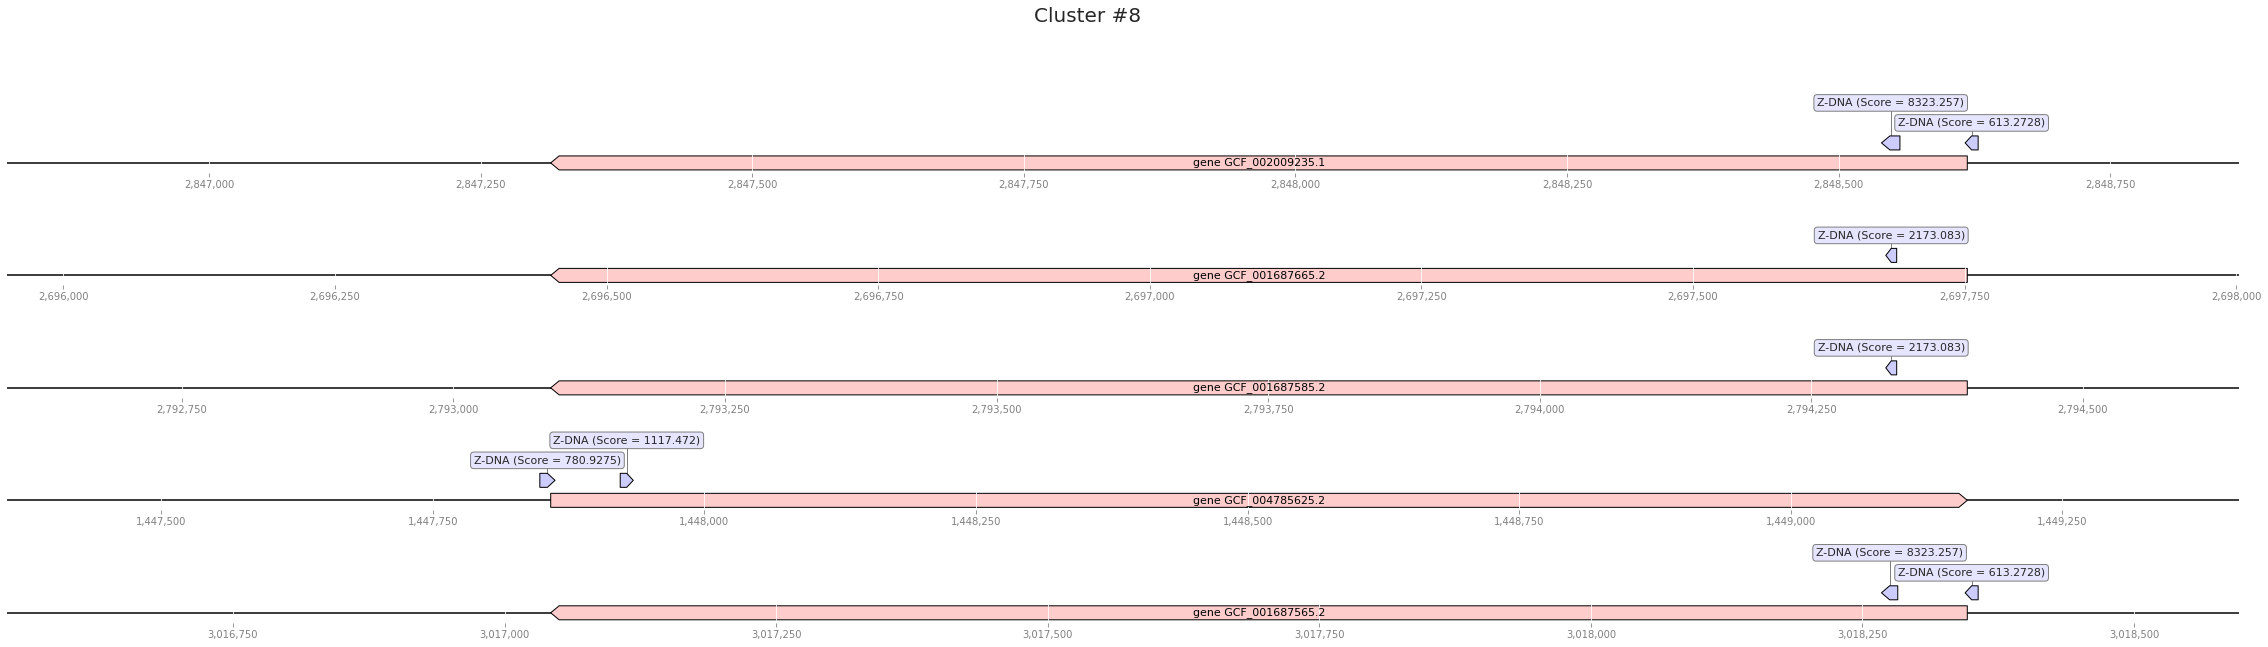 Cluster #8
Z-DNA (Score = 8323.257)
Z-DNA (Score = 613.2728)
gene GCF_002009235.1
2,847,000 2,847,250 2,847,500 2,847,750 2,848,000 2,848,250 2,848,500 2,848,750
Z-DNA (Score = 2173.083)
gene GCF_001687665.2
2,696,000 2,696,250 2,696,500 2,696,750 2,697,000 2,697,250 2,697,500 2,697,750 2,698,000
Z-DNA (Score = 2173.083)
gene GCF_001687585.2
2,792,750 2,793,000 2,793,250 2,793,500 2,793,750 2,794,000 2,794,250 2,794,500
Z-DNA (Score = 1117.472)
Z-DNA (Score = 780.9275)
gene GCF_004785625.2
1,447,500 1,447,750 1,448,000 1,448,250 1,448,500 1,448,750 1,449,000 1,449,250
Z-DNA (Score = 8323.257)
Z-DNA (Score = 613.2728)
gene GCF_001687565.2
3,016,750 3,017,000 3,017,250 3,017,500 3,017,750 3,018,000 3,018,250 3,018,500